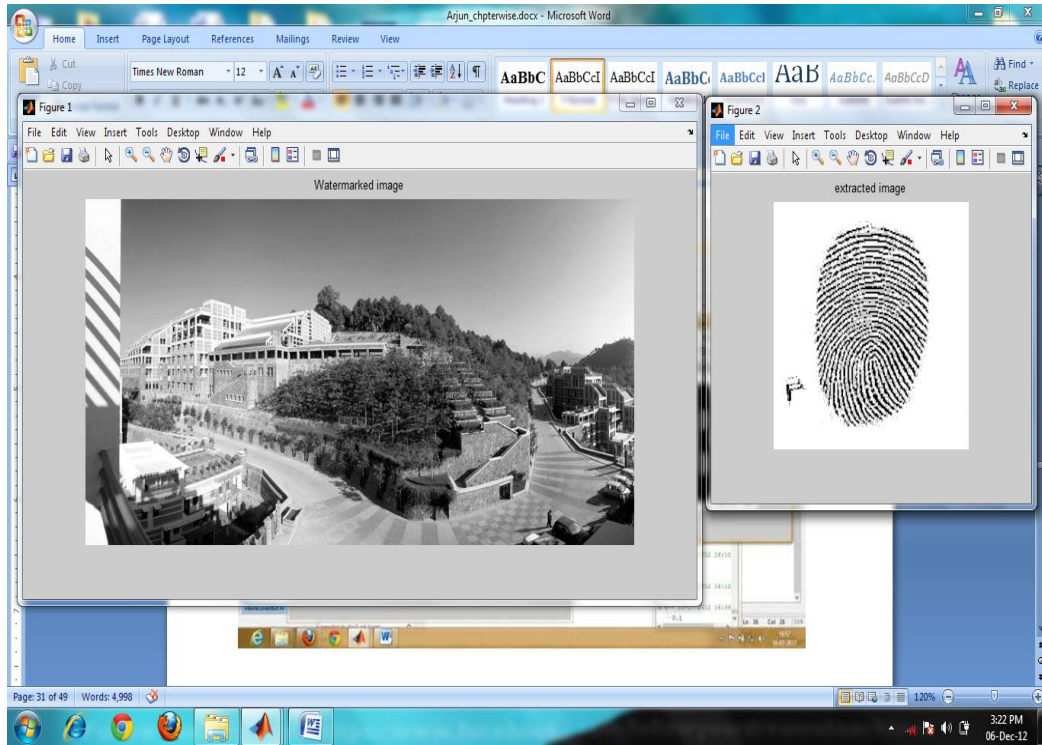 Arjun_chpterwise.docx - Microsoft Word
Home Insert Page Layout References Mailings Review View
Cut
Copy
Times New Roman 12
AaBbC AaBbCcI AaBbCcI AaBbC AaBbCcI AaB AaBbCc. AaBbCcD
Find
Replace
Figure 1
File Edit View Insert Tools Desktop Window Help
Watermarked image
Figure 2
File Edit View Insert Tools Desktop Window Help
extracted image
Page: 31 of 49 Words: 4,998
120%
3:22 PM
06-Dec-12